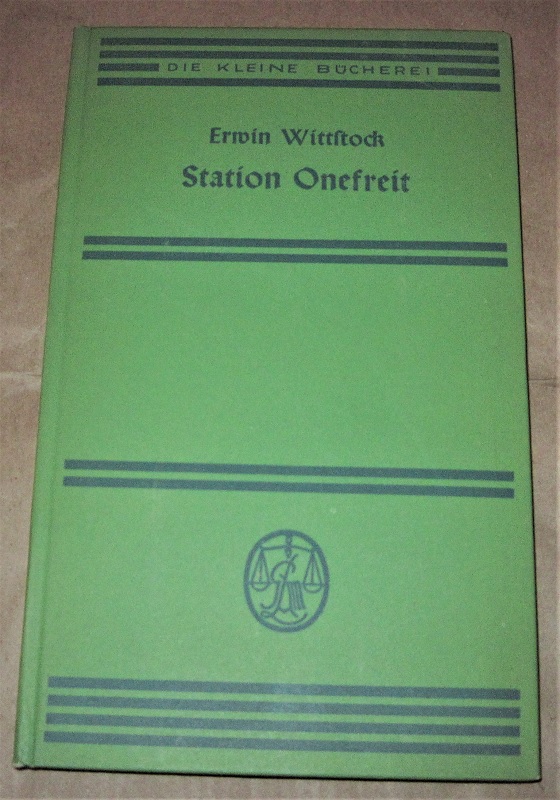 DIE KLEINE BÜCHEREI
Erwin Wittstock
Station Onefreit